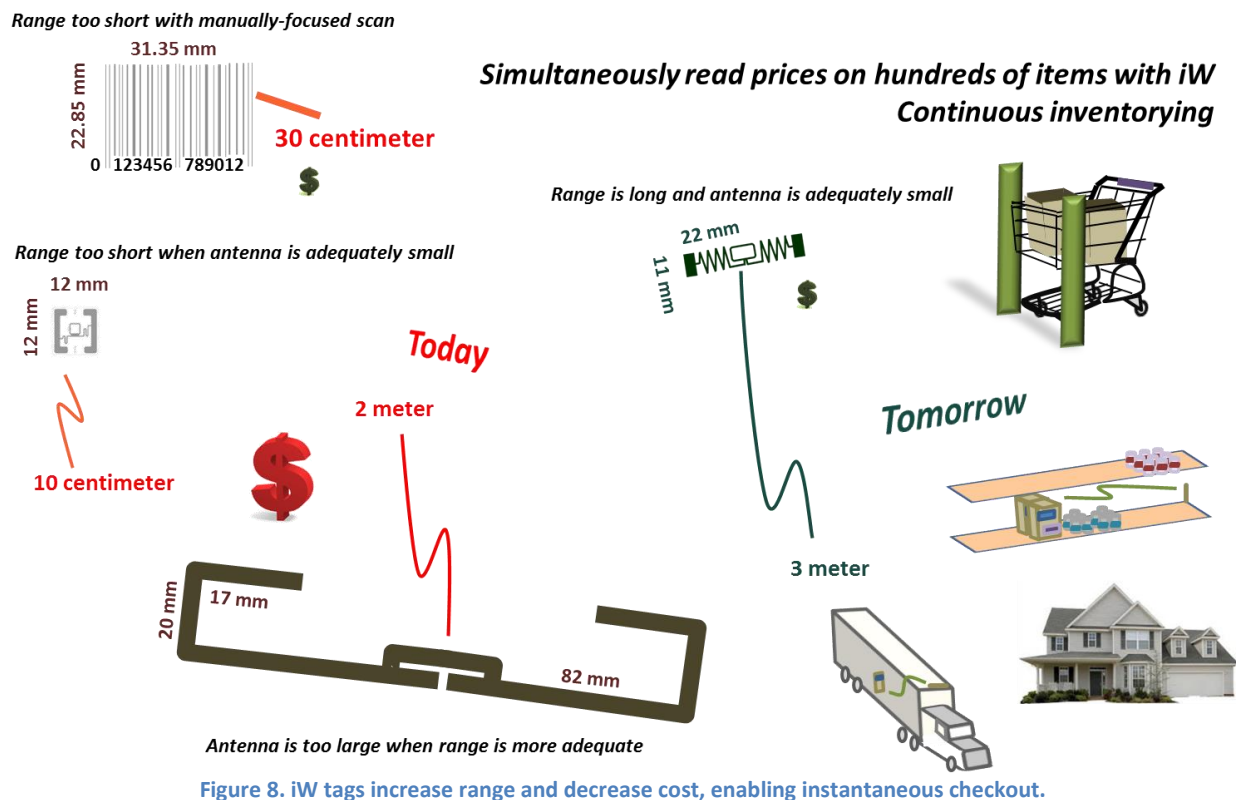 Range too short with manually-focused scan
31.35 mm
22.85 mm
0 123456 789012
30 centimeter
$
Simultaneously read prices on hundreds of items with iW
Continuous inventorying
Range is long and antenna is adequately small
22 mm
11 mm
$
Range too short when antenna is adequately small
12 mm
12 mm
10 centimeter
Today
2 meter
$
Tomorrow
3 meter
20 mm
17 mm
82 mm
Antenna is too large when range is more adequate
Figure 8. iW tags increase range and decrease cost, enabling instantaneous checkout.